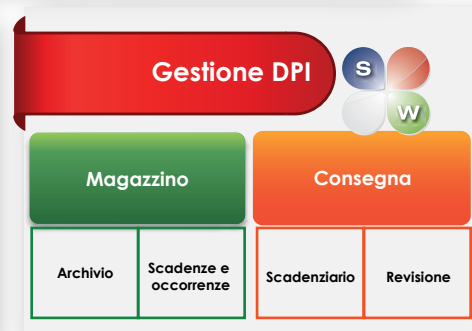 Gestione DPI
S
W
Magazzino
Consegna
Archivio
Scadenze e
occorrenze
Scadenziario
Revisione